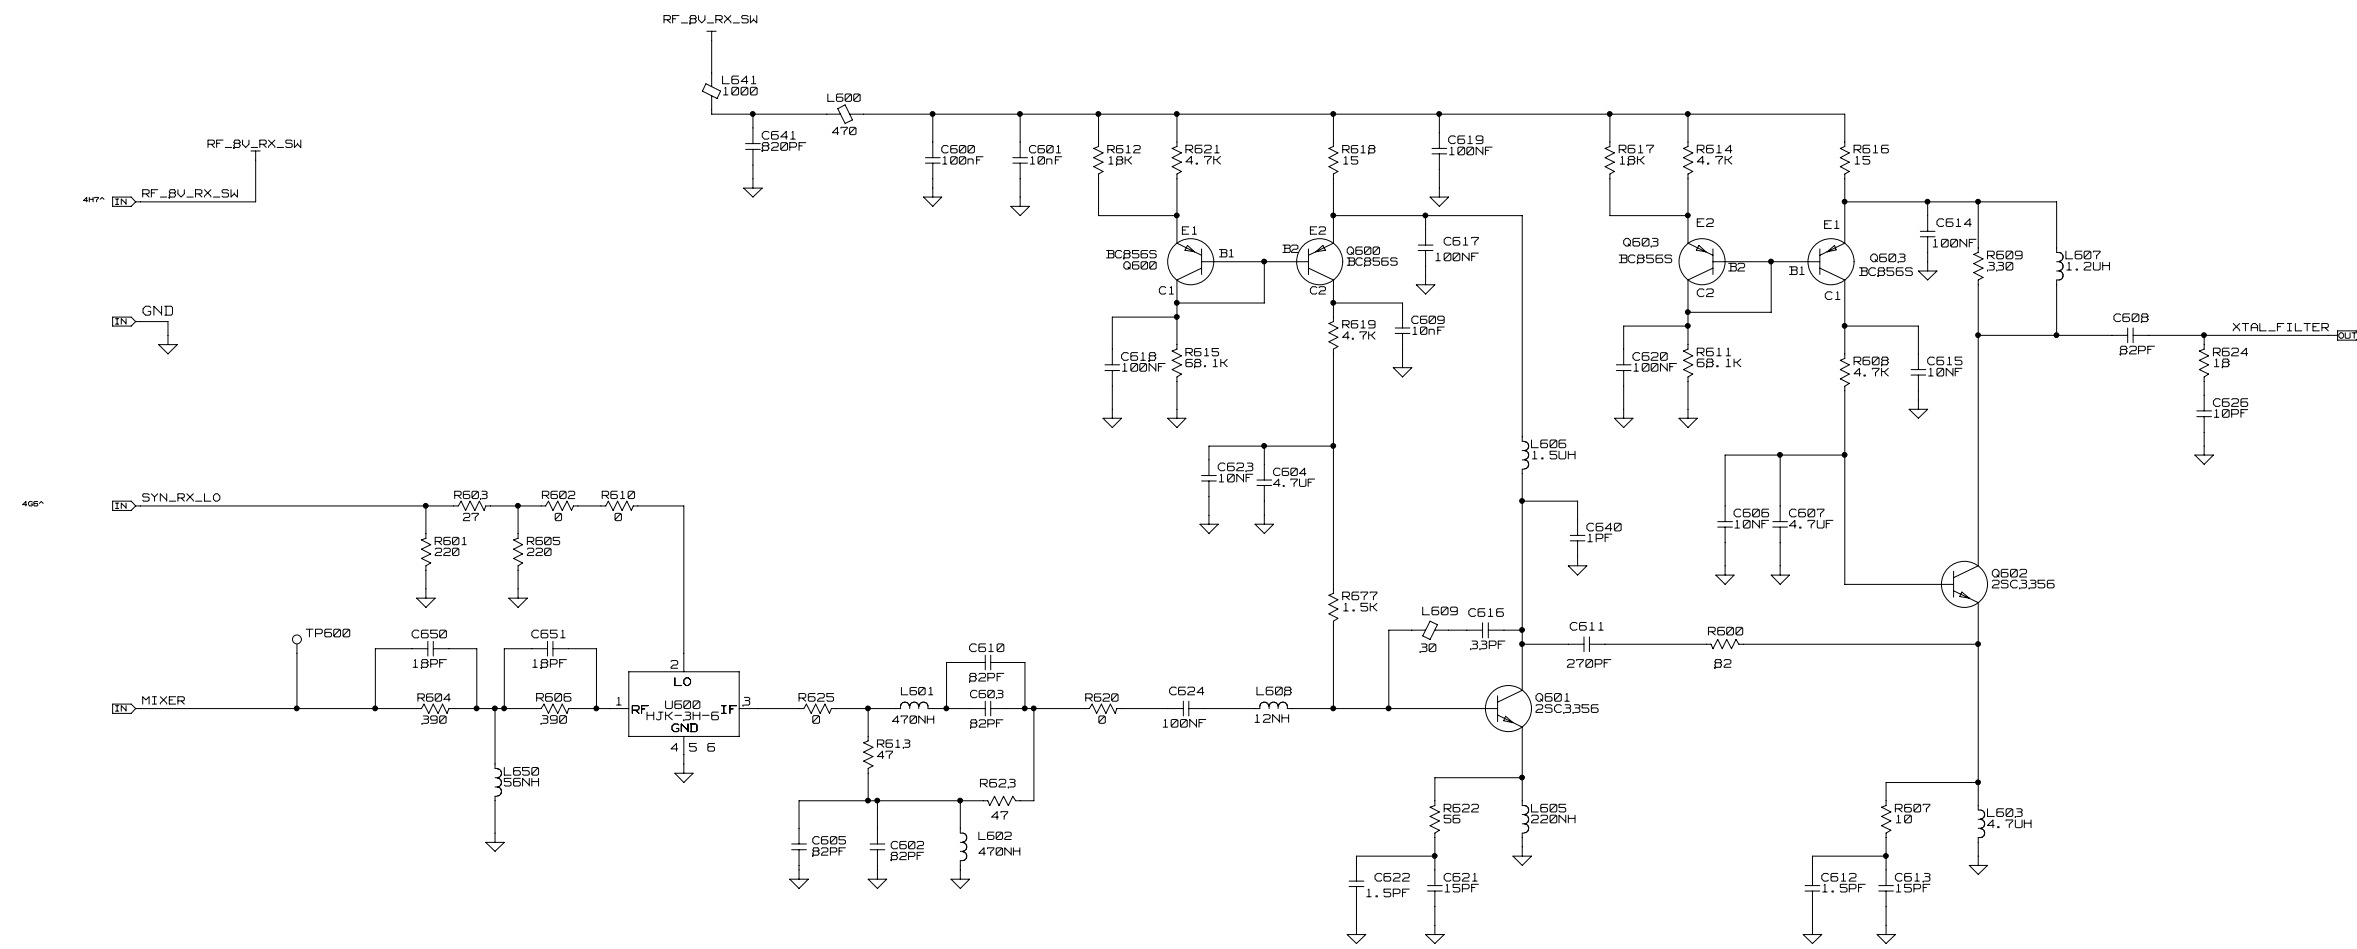 RF_8V_RX_SW
L641
1000
L600
470
C641
820PF
C600
100nF
C601
10nF
R612
18K
R621
4.7K
R618
15
C619
100NF
R617
18K
R614
4.7K
R616
15
RF_8V_RX_SW
4H7^
IN
RF_8V_RX_SW
E1
BC856S
Q600
B1
C1
E2
B2
Q600
BC856S
C2
C617
100NF
E2
Q603
BC856S
B2
C2
E1
B1
Q603
BC856S
C1
C614
100NF
R609
330
L607
1.2UH
IN
GND
C618
100NF
R615
68.1K
R619
4.7K
C609
10nF
C620
100NF
R611
68.1K
R608
4.7K
C615
10NF
C608
82PF
XTAL_FILTER
OUT
R624
18
C626
10PF
C623
10NF
C604
4.7UF
L606
1.5UH
C640
1PF
C606
10NF
C607
4.7UF
4G6^
IN
SYN_RX_LO
R603
27
R602
0
R610
0
R601
220
R605
220
Q602
2SC3356
R677
1.5K
L609
30
C616
33PF
C611
270PF
R600
82
TP600
C650
18PF
C651
18PF
IN
MIXER
R604
390
R606
390
2
LO
1
RF
U600
HJK-3H-6
IF
3
GND
4 5 6
R625
0
L601
470NH
C610
82PF
C603
82PF
R620
0
C624
100NF
L608
12NH
Q601
2SC3356
L650
56NH
R613
47
R623
47
C605
82PF
C602
82PF
L602
470NH
R622
56
L605
220NH
C622
1.5PF
C621
15PF
R607
10
L603
4.7UH
C612
1.5PF
C613
15PF